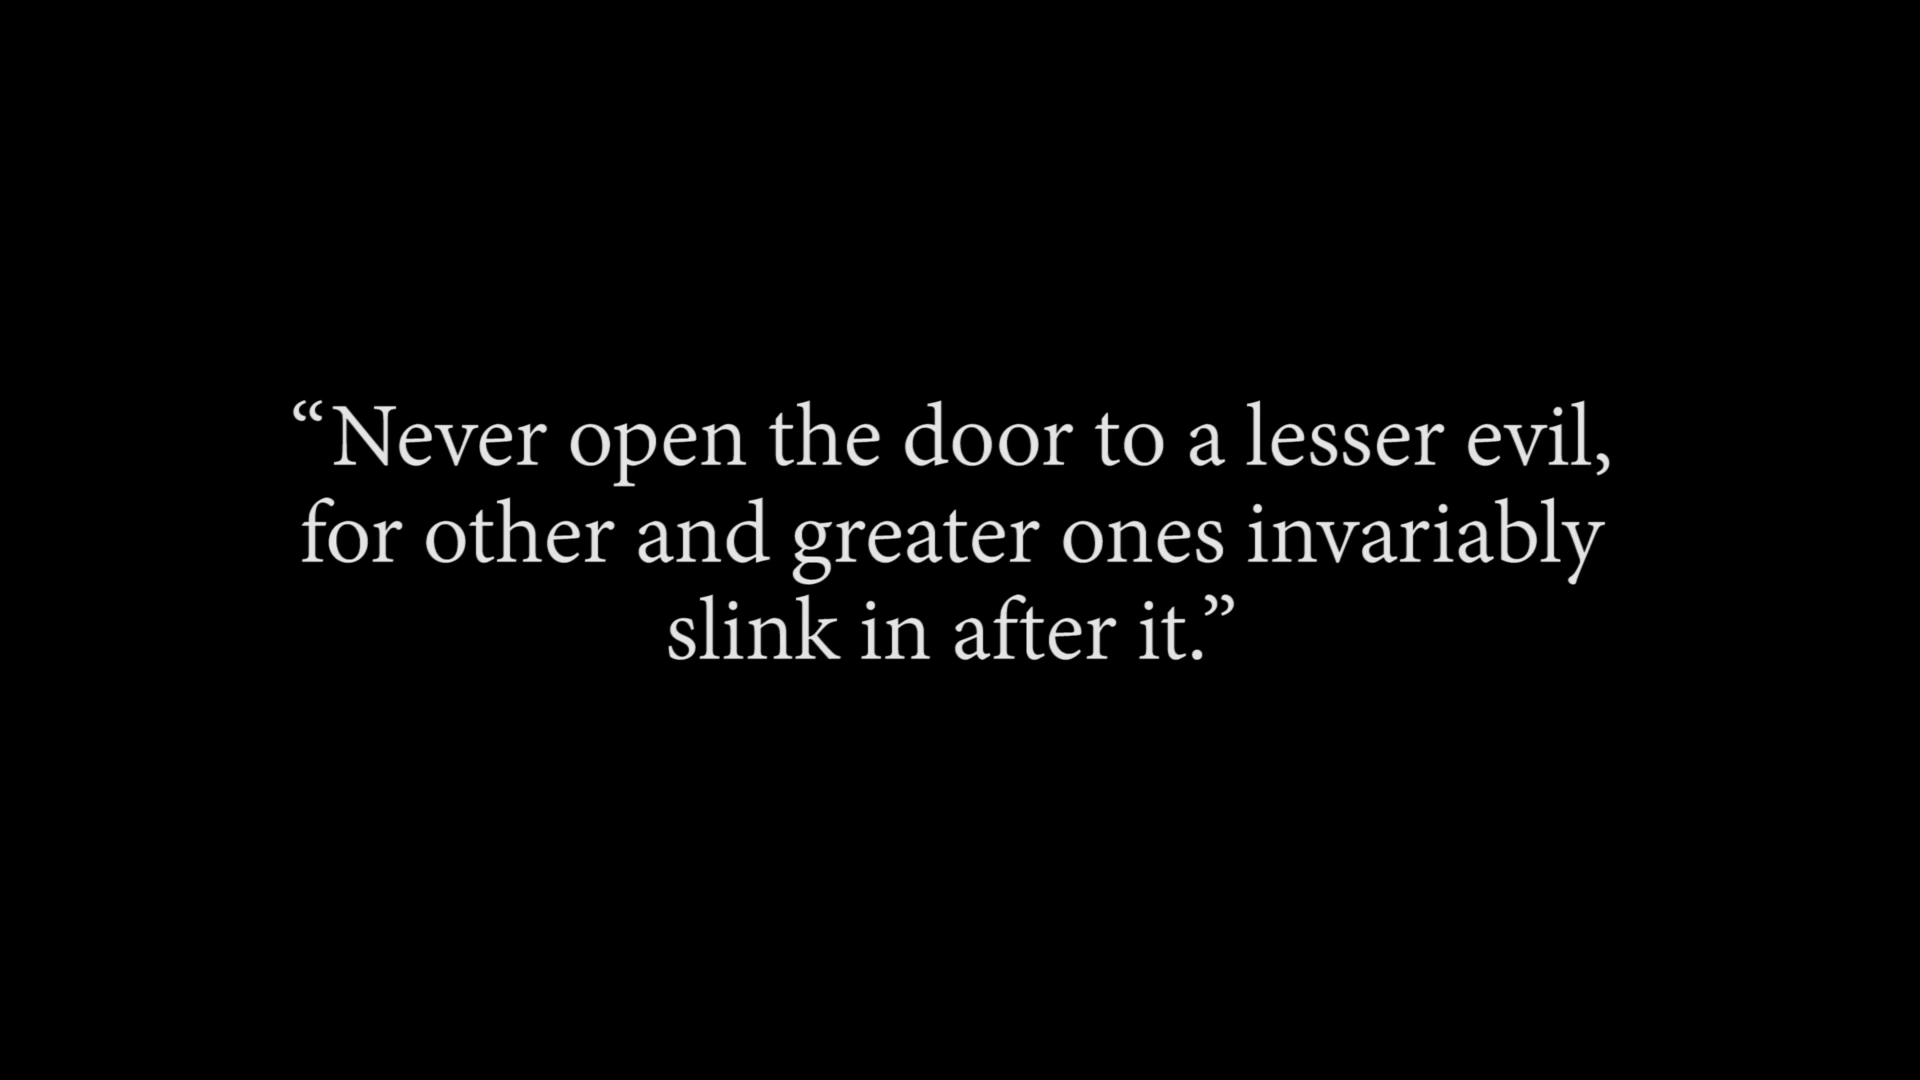 “Never open the door to a lesser evil,
for other and greater ones invariably
slink in after it.”